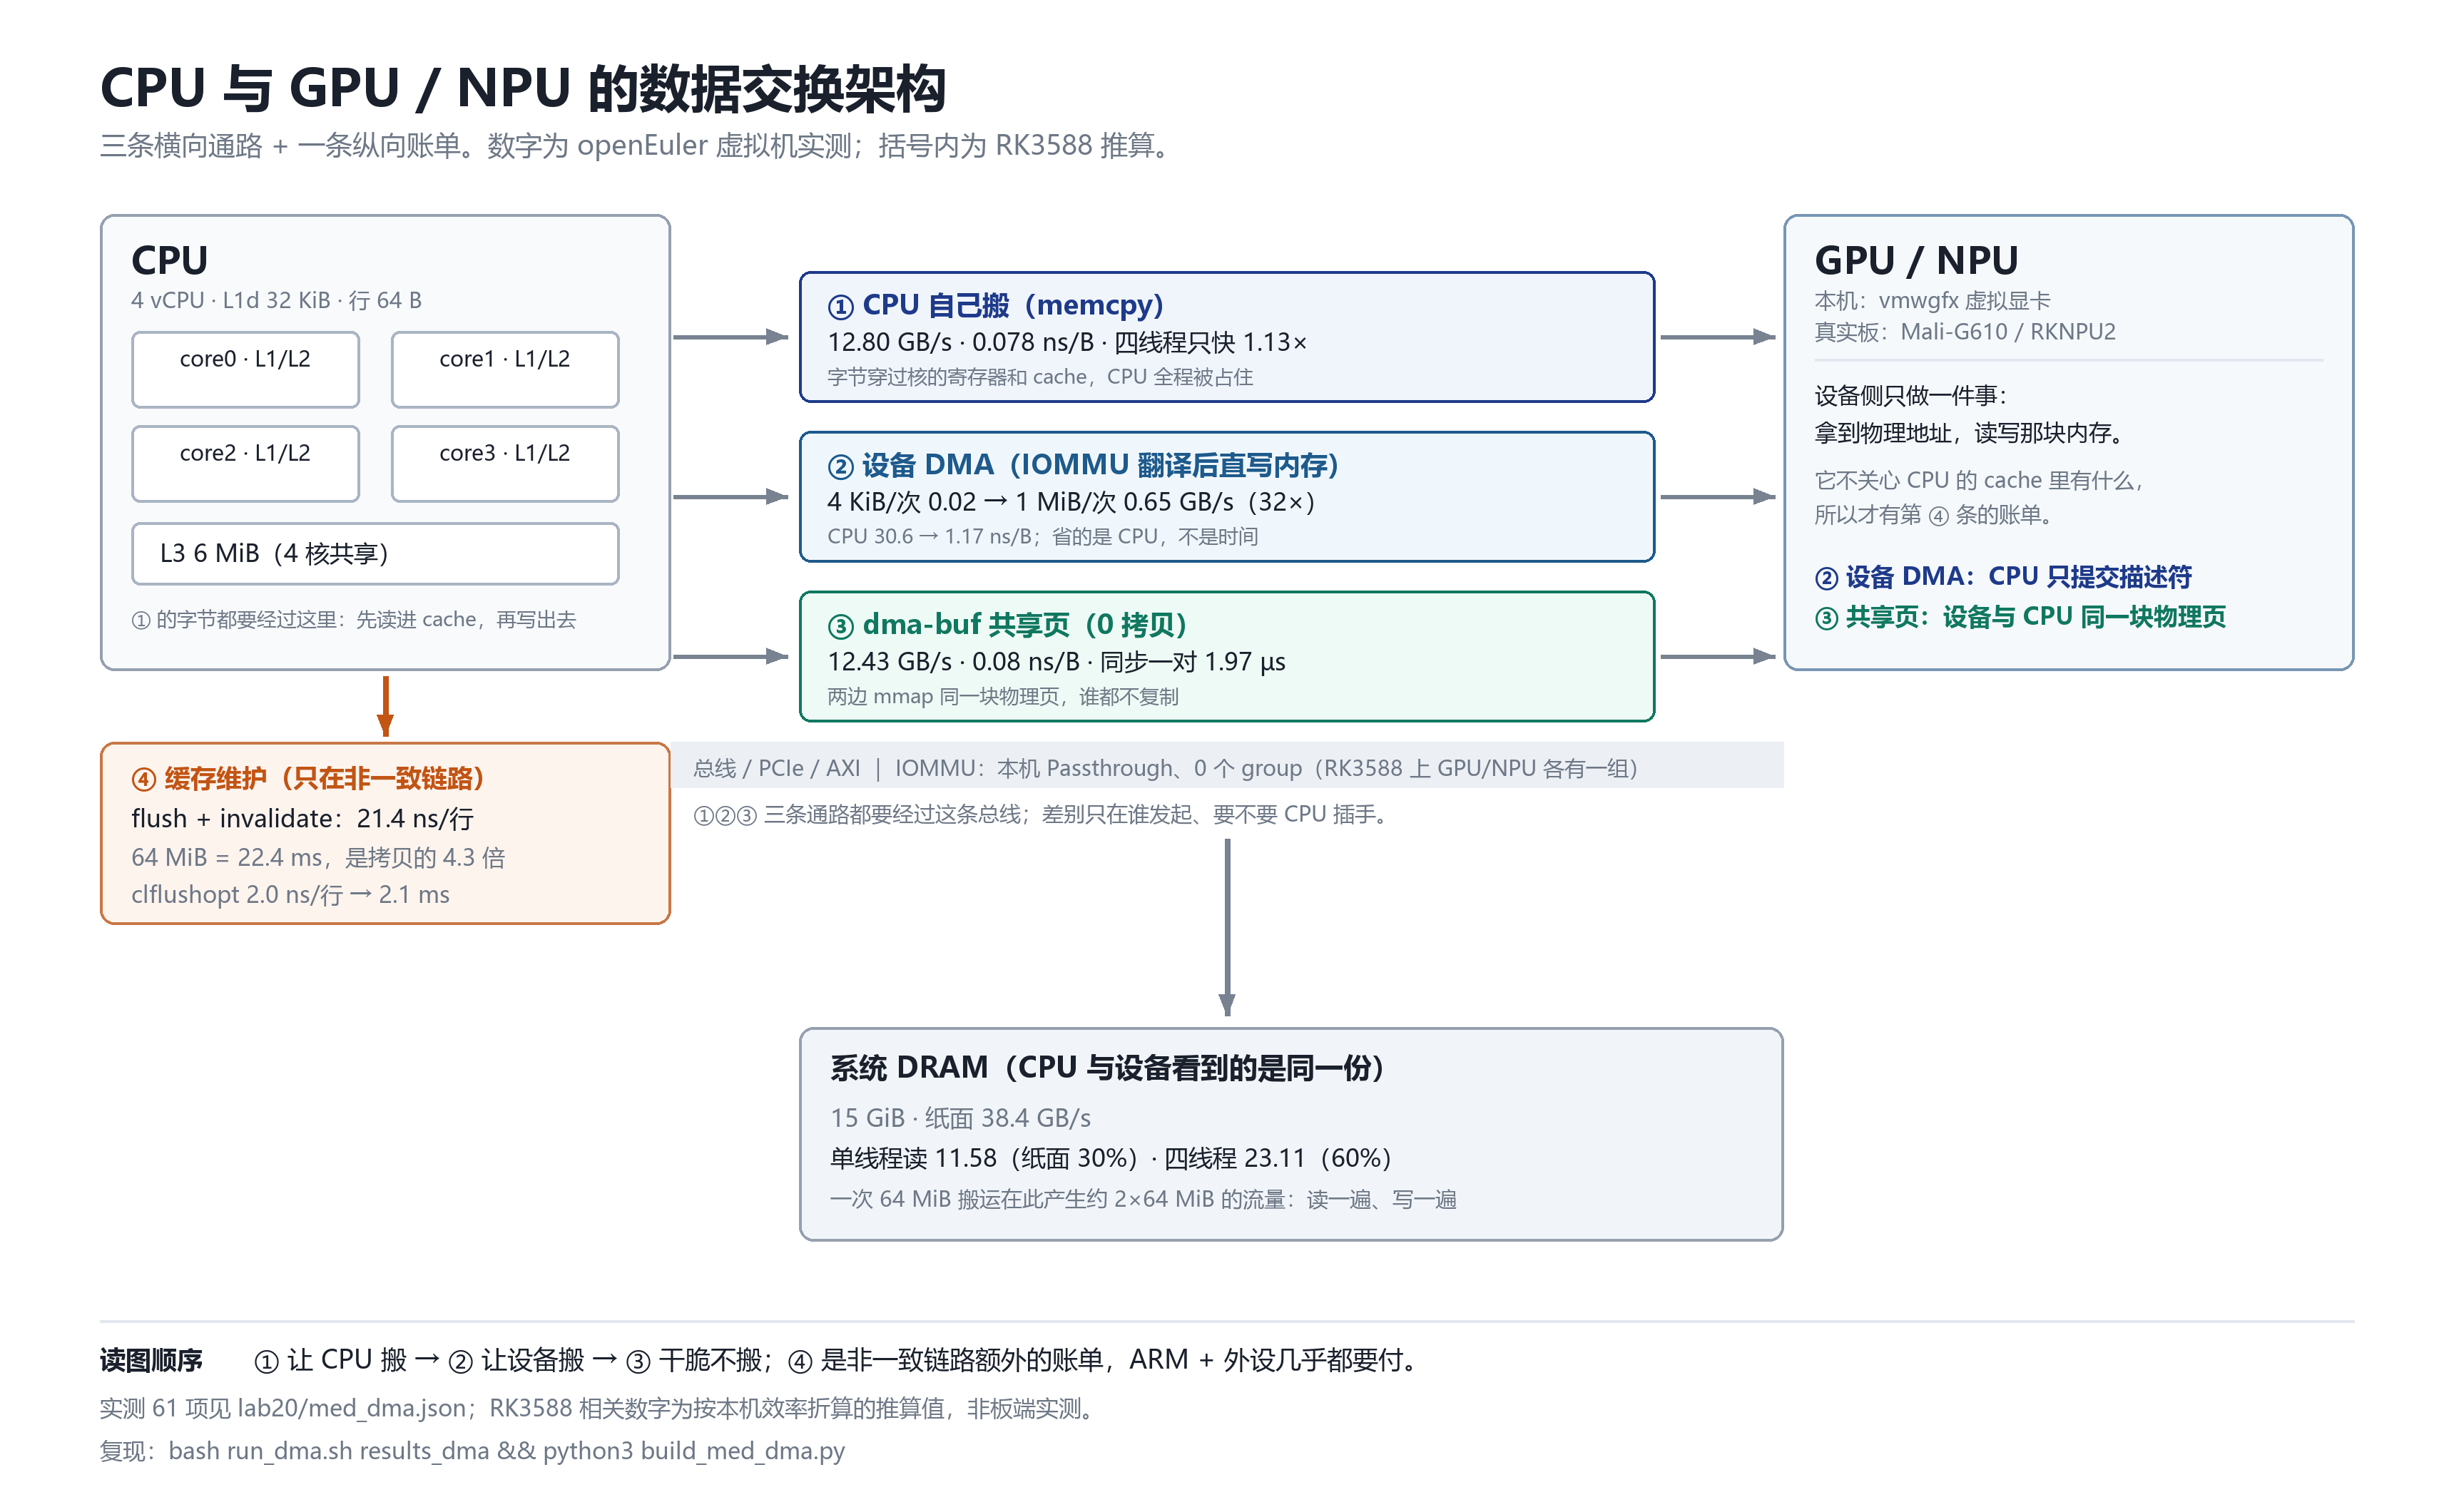 CPU 与 GPU / NPU 的数据交换架构
三条横向通路 + 一条纵向账单。数字为 openEuler 虚拟机实测；括号内为 RK3588 推算。
CPU
4 vCPU · L1d 32 KiB · 行 64 B
core0 · L1/L2
core1 · L1/L2
core2 · L1/L2
core3 · L1/L2
L3 6 MiB（4 核共享）
① 的字节都要经过这里：先读进 cache，再写出去
① CPU 自己搬（memcpy）
12.80 GB/s · 0.078 ns/B · 四线程只快 1.13×
字节穿过核的寄存器和 cache，CPU 全程被占住
② 设备 DMA（IOMMU 翻译后直写内存）
4 KiB/次 0.02 → 1 MiB/次 0.65 GB/s（32×）
CPU 30.6 → 1.17 ns/B；省的是 CPU，不是时间
③ dma-buf 共享页（0 拷贝）
12.43 GB/s · 0.08 ns/B · 同步一对 1.97 µs
两边 mmap 同一块物理页，谁都不复制
GPU / NPU
本机：vmwgfx 虚拟显卡
真实板：Mali-G610 / RKNPU2
设备侧只做一件事：
拿到物理地址，读写那块内存。
它不关心 CPU 的 cache 里有什么，
所以才有第 ④ 条的账单。
② 设备 DMA：CPU 只提交描述符
③ 共享页：设备与 CPU 同一块物理页
④ 缓存维护（只在非一致链路）
flush + invalidate：21.4 ns/行
64 MiB = 22.4 ms，是拷贝的 4.3 倍
clflushopt 2.0 ns/行 → 2.1 ms
总线 / PCIe / AXI ｜ IOMMU：本机 Passthrough、0 个 group（RK3588 上 GPU/NPU 各有一组）
①②③ 三条通路都要经过这条总线；差别只在谁发起、要不要 CPU 插手。
系统 DRAM（CPU 与设备看到的是同一份）
15 GiB · 纸面 38.4 GB/s
单线程读 11.58（纸面 30%）· 四线程 23.11（60%）
一次 64 MiB 搬运在此产生约 2×64 MiB 的流量：读一遍、写一遍
读图顺序 ① 让 CPU 搬 → ② 让设备搬 → ③ 干脆不搬；④ 是非一致链路额外的账单，ARM + 外设几乎都要付。
实测 61 项见 lab20/med_dma.json；RK3588 相关数字为按本机效率折算的推算值，非板端实测。
复现：bash run_dma.sh results_dma && python3 build_med_dma.py